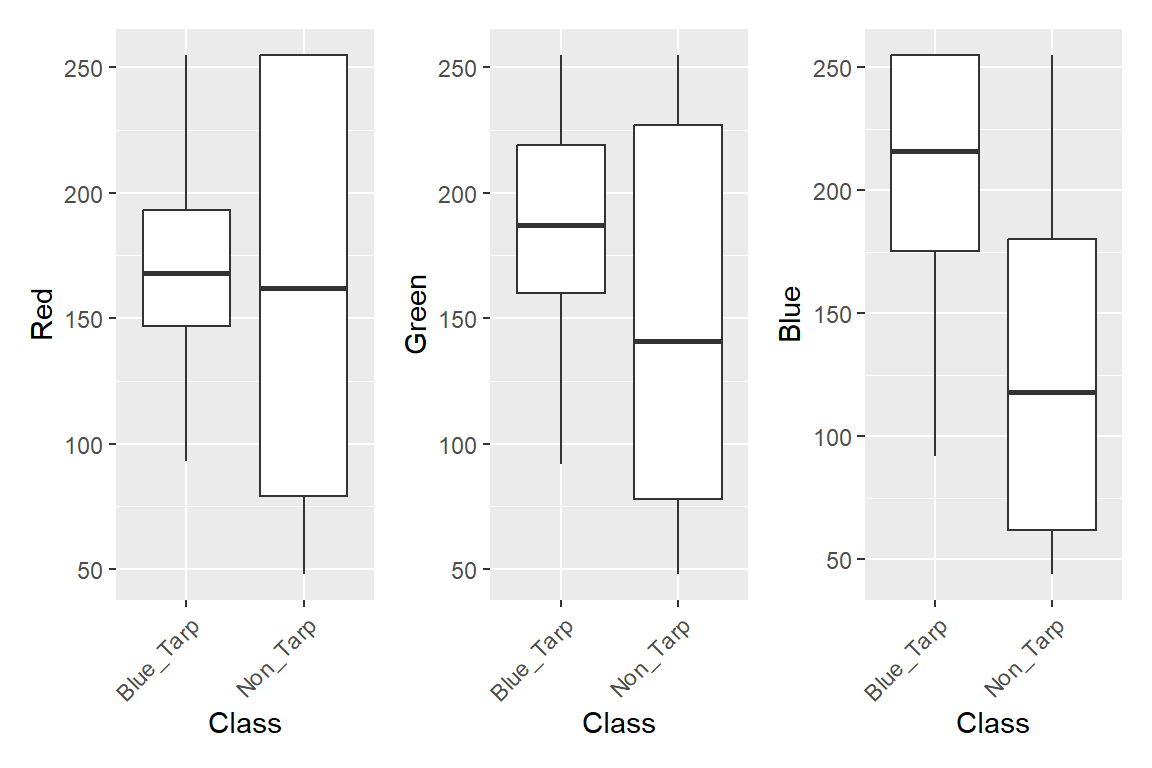 Red
250
200
150
100
50
Blue_Tarp
Non_Tarp
Class
Green
250
200
150
100
50
Blue_Tarp
Non_Tarp
Class
Blue
250
200
150
100
50
Blue_Tarp
Non_Tarp
Class